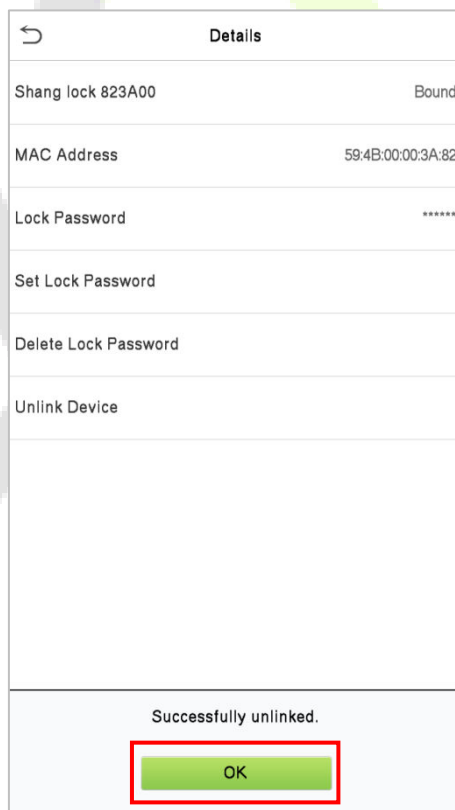 Details
Shang lock 823A00 Bound
MAC Address 59:4B:00:00:3A:82
Lock Password ******
Set Lock Password
Delete Lock Password
Unlink Device
Successfully unlinked.
OK